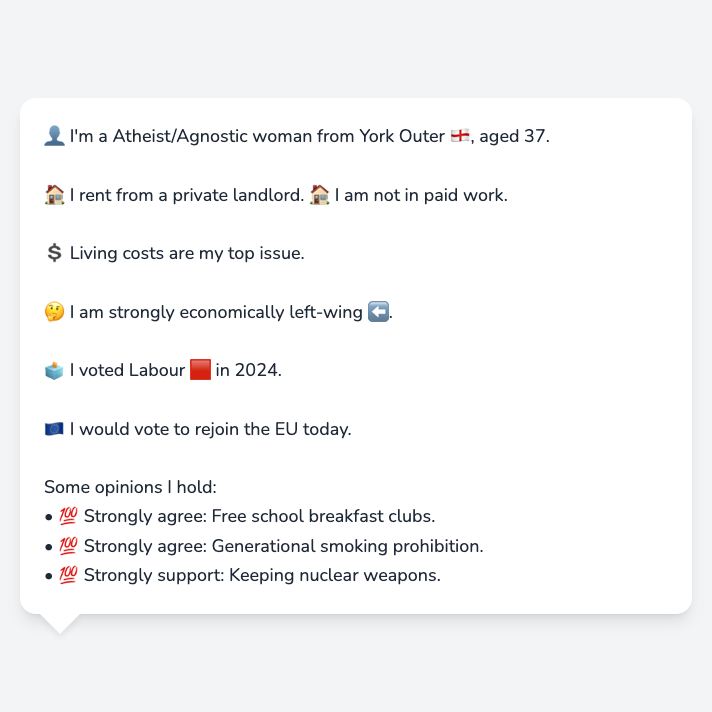 👤 I'm a Atheist/Agnostic woman from York Outer 🏴󠁧󠁢󠁥󠁮󠁧󠁿, aged 37.
🏠 I rent from a private landlord. 🏠 I am not in paid work.
💲 Living costs are my top issue.
🤔 I am strongly economically left-wing ⬅️.
🗳️ I voted Labour 🟥 in 2024.
🇪🇺 I would vote to rejoin the EU today.
Some opinions I hold:
• 💯 Strongly agree: Free school breakfast clubs.
• 💯 Strongly agree: Generational smoking prohibition.
• 💯 Strongly support: Keeping nuclear weapons.